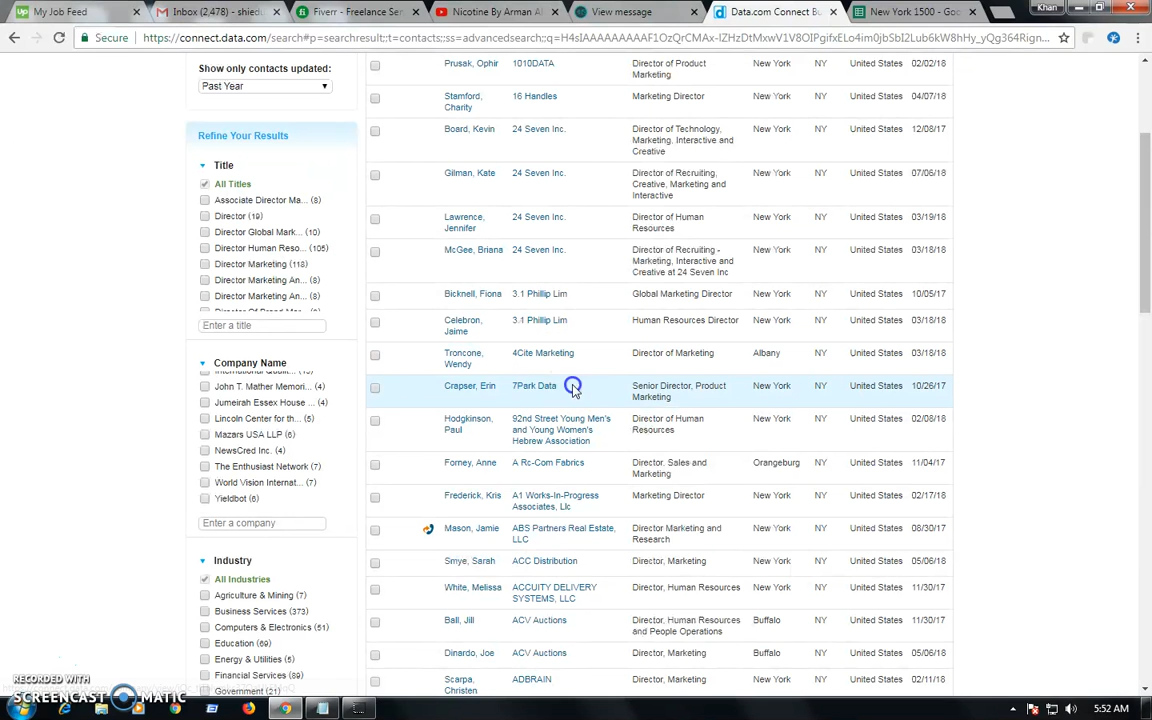 My Job Feed
Inbox (2,478) - shiedu
Fiverr - Freelance Ser
Nicotine By Arman Al
View message
Data.com Connect Bu
New York 1500 - Goo
Khan
Secure
https://connect.data.com/search#p=searchresult;t=contacts;ss=advancedsearch;q=
Show only contacts updated:
Past Year
Refine Your Results
Title
All Titles
Associate Director Ma... (8)
Director (19)
Director Global Mark... (10)
Director Human Reso... (105)
Director Marketing (118)
Director Marketing An... (8)
Director Marketing An... (8)
Enter a title
Company Name
John T. Mather Memori... (4)
Jumeirah Essex House ... (4)
Lincoln Center for th... (5)
Mazars USA LLP (6)
NewsCred Inc. (4)
The Enthusiast Network (7)
World Vision Internat... (7)
Yieldbot (6)
Enter a company
Industry
All Industries
Agriculture & Mining (7)
Business Services (373)
Computers & Electronics (51)
Education (69)
Energy & Utilities (5)
Financial Services (89)
Government (21)
Prusak, Ophir 1010DATA Director of Product New York NY United States 02/02/18
Marketing
Stamford, 16 Handles Marketing Director New York NY United States 04/07/18
Charity
Board, Kevin 24 Seven Inc. Director of Technology, New York NY United States 12/08/17
Marketing, Interactive and
Creative
Gilman, Kate 24 Seven Inc. Director of Recruiting, New York NY United States 07/06/18
Creative, Marketing and
Interactive
Lawrence, 24 Seven Inc. Director of Human New York NY United States 03/19/18
Jennifer Resources
McGee, Briana 24 Seven Inc. Director of Recruiting - New York NY United States 03/18/18
Marketing, Interactive and
Creative at 24 Seven Inc
Bicknell, Fiona 3.1 Phillip Lim Global Marketing Director New York NY United States 10/05/17
Celebron, 3.1 Phillip Lim Human Resources Director New York NY United States 03/18/18
Jaime
Troncone, 4Cite Marketing Director of Marketing Albany NY United States 03/18/18
Wendy
Crapser, Erin 7Park Data Senior Director, Product New York NY United States 10/26/17
Marketing
Hodgkinson, 92nd Street Young Men's Director of Human New York NY United States 02/08/18
Paul and Young Women's Resources
Hebrew Association
Forney, Anne A Rc-Com Fabrics Director, Sales and Orangeburg NY United States 11/04/17
Marketing
Frederick, Kris A1 Works-In-Progress Marketing Director New York NY United States 02/17/18
Associates, Llc
Mason, Jamie ABS Partners Real Estate, Director Marketing and New York NY United States 08/30/17
LLC Research
Smye, Sarah ACC Distribution Director, Marketing New York NY United States 05/06/18
White, Melissa ACCUITY DELIVERY Director, Human Resources New York NY United States 11/30/17
SYSTEMS, LLC
Ball, Jill ACV Auctions Director, Human Resources Buffalo NY United States 11/30/17
and People Operations
Dinardo, Joe ACV Auctions Director, Marketing Buffalo NY United States 05/06/18
Scarpa, ADBRAIN Director, Marketing New York NY United States 02/11/18
Christen
RECORDED WITH
SCREENCAST MATIC
5:52 AM